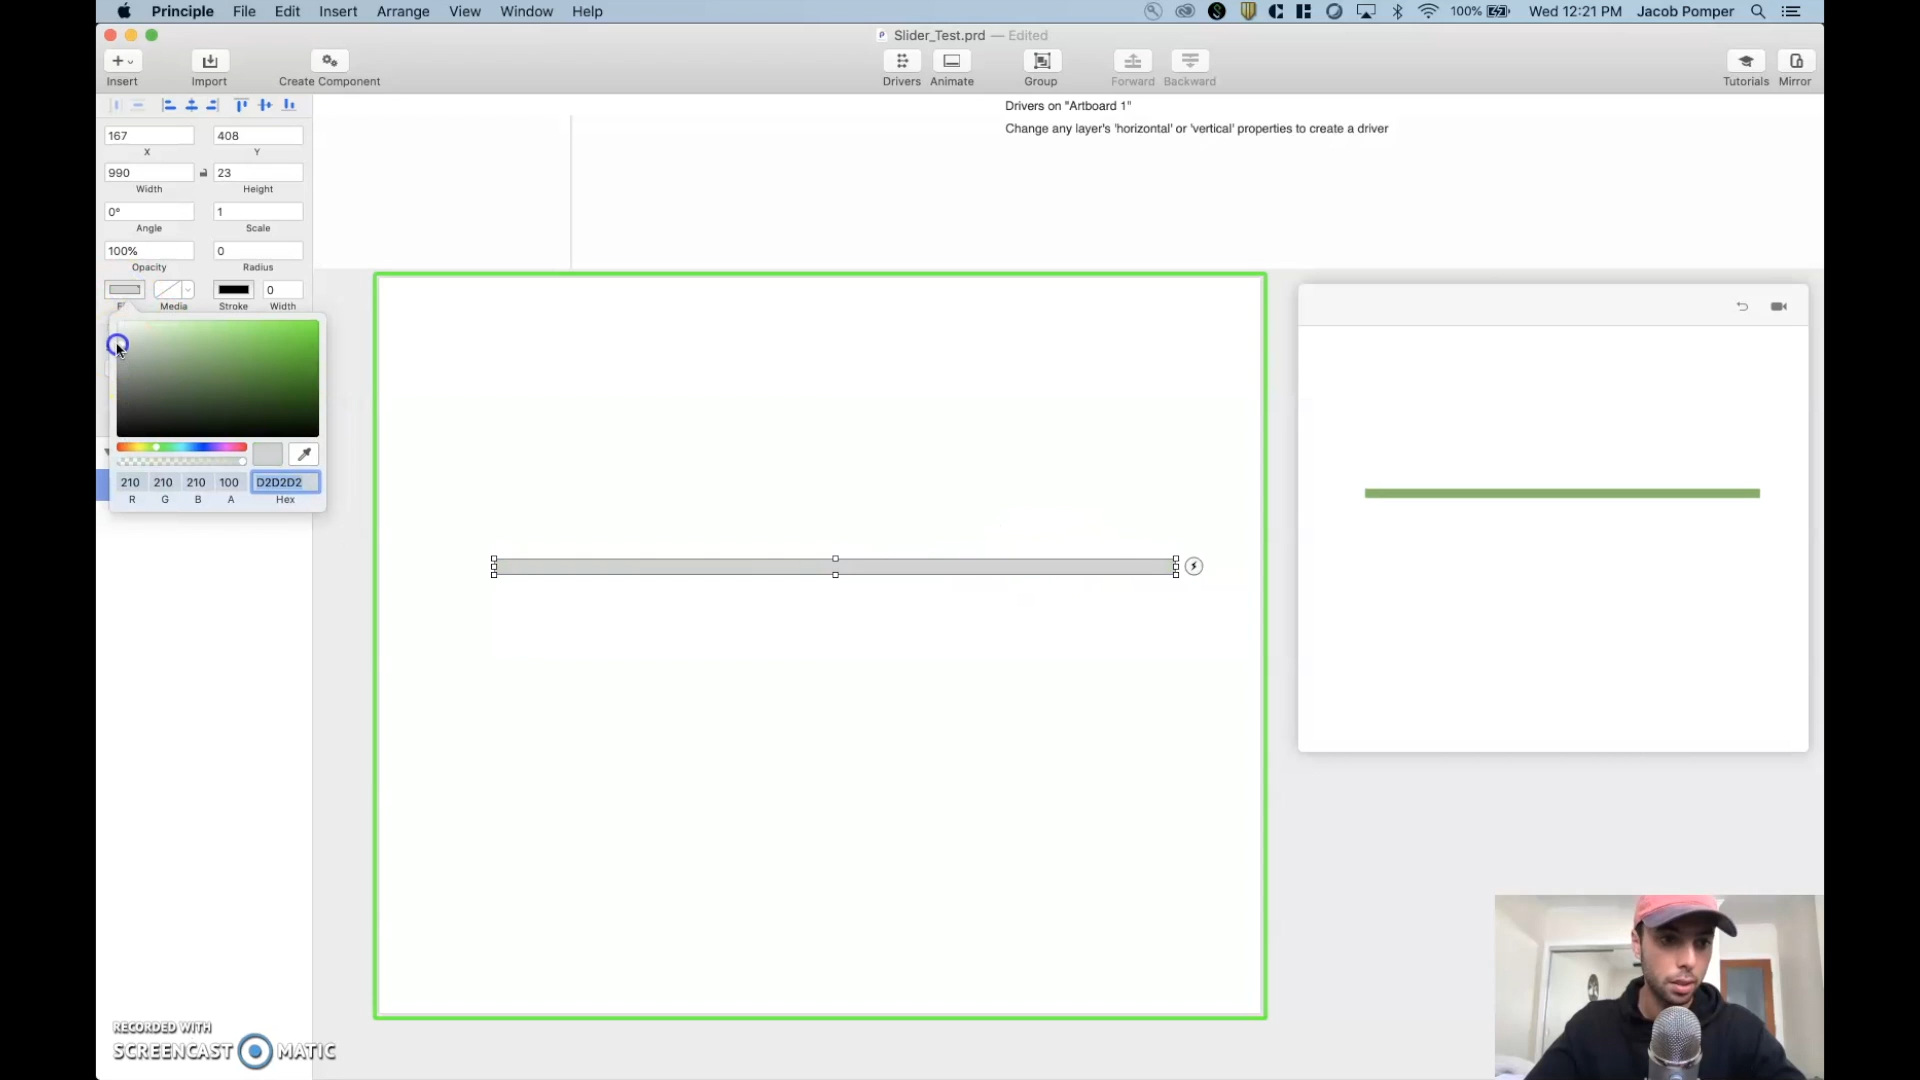 Principle File Edit Insert Arrange View Window Help 100% Wed 12:21 PM Jacob Pomper
Slider_Test.prd — Edited
Insert Import Create Component Drivers Animate Group Forward Backward Tutorials Mirror
Drivers on "Artboard 1"
Change any layer's 'horizontal' or 'vertical' properties to create a driver
167 408
X Y
990 23
Width Height
0° 1
Angle Scale
100% 0
Opacity Radius
0
Media Stroke Width
210 210 210 100 D2D2D2
R G B A Hex
RECORDED WITH
SCREENCAST MATIC